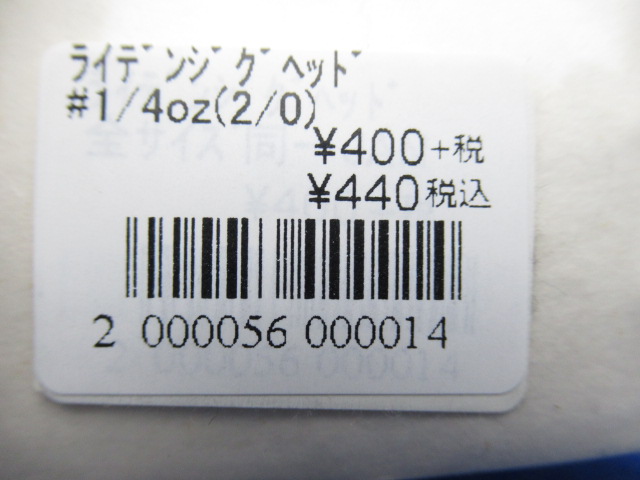 ﾗｲﾃﾞﾝｼﾞｸﾞﾍｯﾄﾞ
#1/4oz(2/0)
¥400+税
¥440税込
2 000056 000014